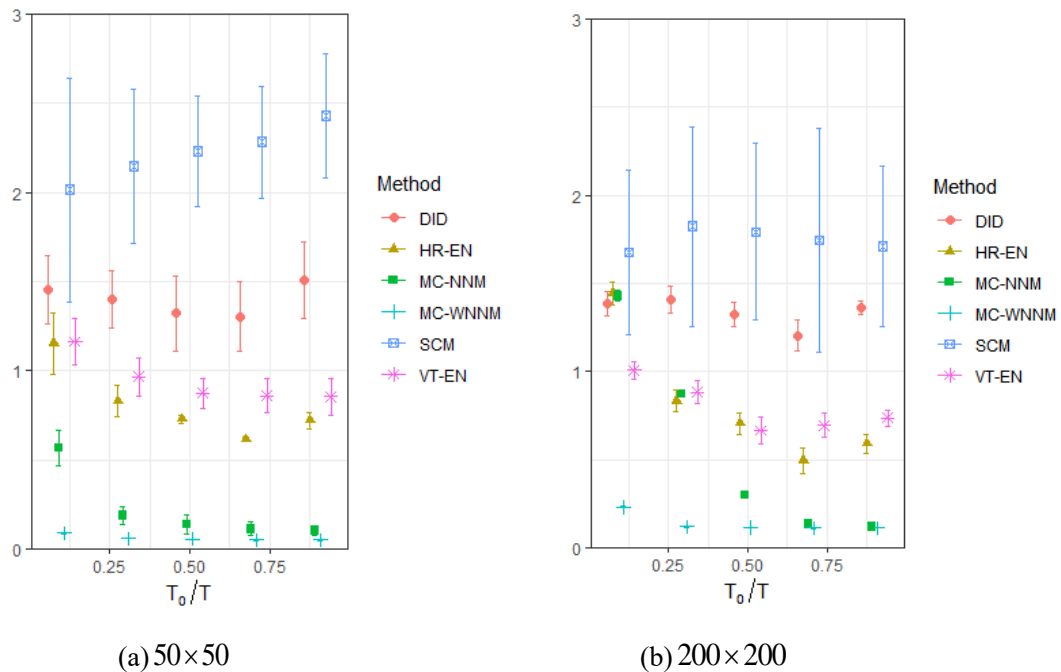 3
2
1
0
0.25 0.50 0.75
T₀/T
Method
DID
HR-EN
MC-NNM
MC-WNNM
SCM
VT-EN
(a) 50×50
3
2
1
0
0.25 0.50 0.75
T₀/T
Method
DID
HR-EN
MC-NNM
MC-WNNM
SCM
VT-EN
(b) 200×200